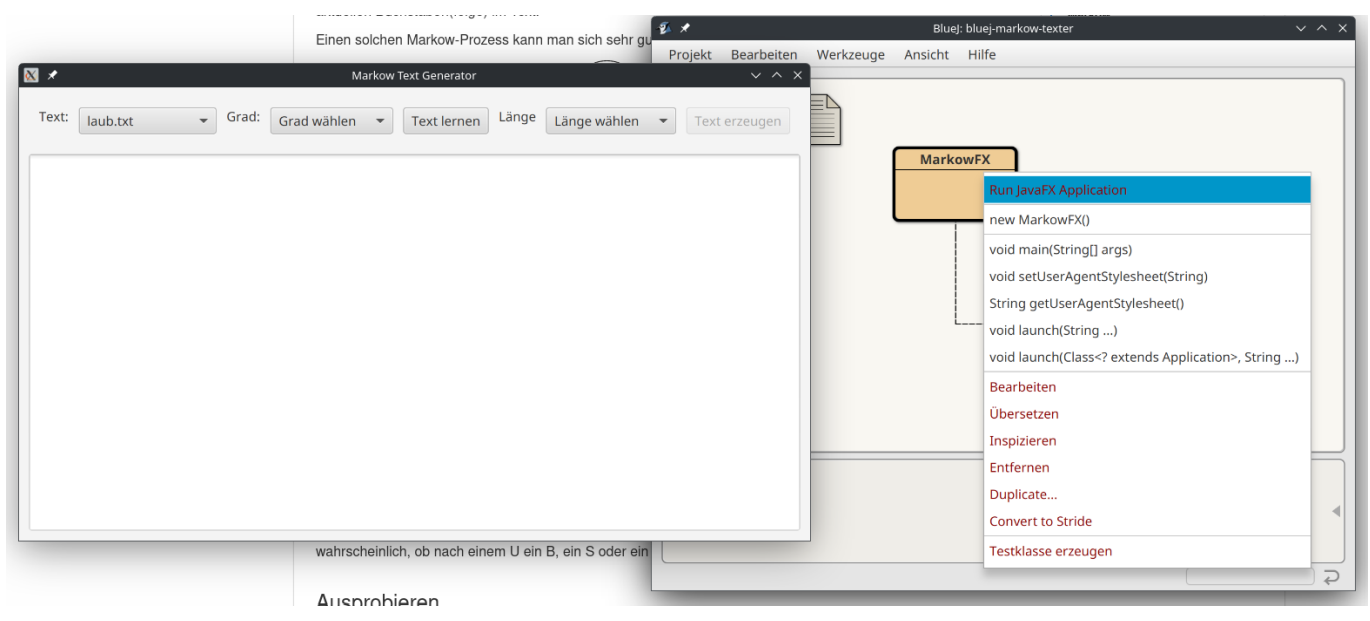 Einen solchen Markow-Prozess kann man sich sehr gu
BlueJ: bluej-markow-texter
Projekt Bearbeiten Werkzeuge Ansicht Hilfe
Markow Text Generator
Text: laub.txt Grad: Grad wählen Text lernen Länge Länge wählen Text erzeugen
MarkowFX
Run JavaFX Application
new MarkowFX()
void main(String[] args)
void setUserAgentStylesheet(String)
String getUserAgentStylesheet()
void launch(String ...)
void launch(Class<? extends Application>, String ...)
Bearbeiten
Übersetzen
Inspizieren
Entfernen
Duplicate...
Convert to Stride
Testklasse erzeugen
wahrscheinlich, ob nach einem U ein B, ein S oder ein
Ausprobieren